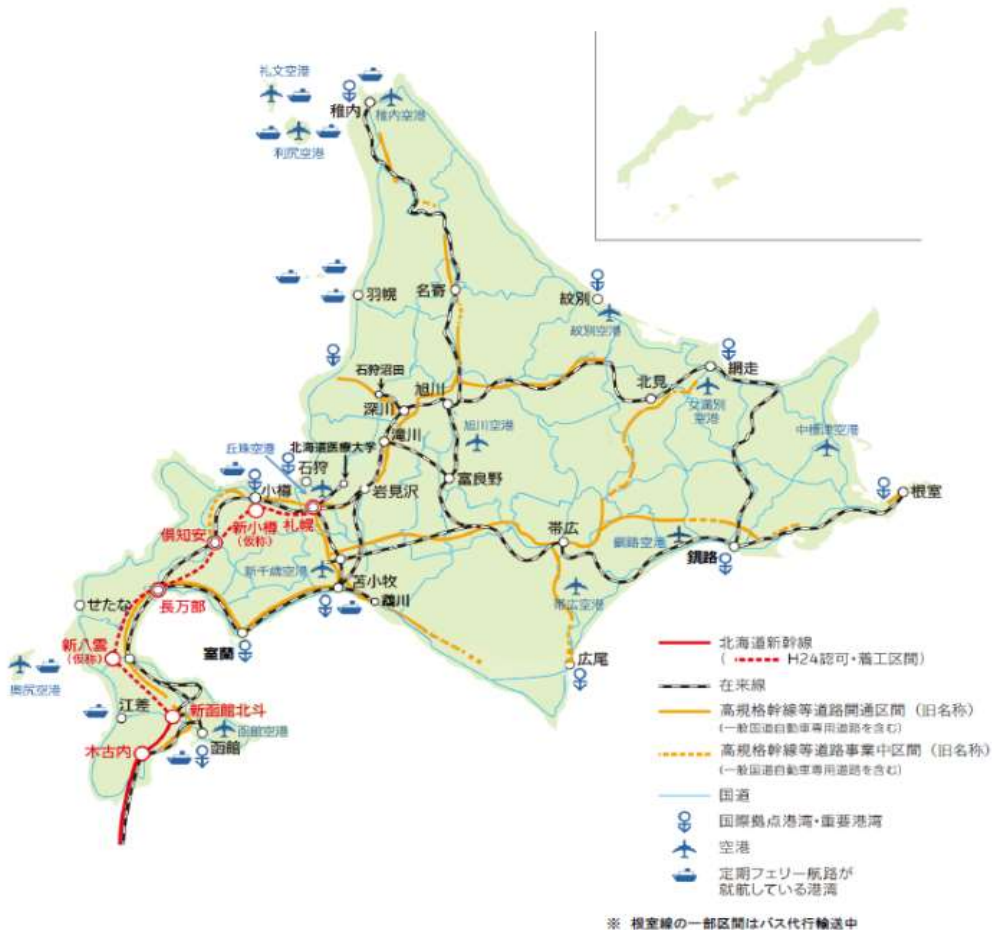 礼文空港
稚内
稚内空港
利尻空港
羽幌
名寄
紋別
紋別空港
石狩沼田
旭川
深川
北見
網走
女満別
空港
滝川
旭川空港
中標津空港
北海道医療大学
丘珠空港
石狩
富良野
根室
小樽
岩見沢
新小樽
(仮称)
札幌
倶知安
帯広
釧路空港
釧路
新千歳空港
苫小牧
鵡川
帯広空港
せたな
長万部
室蘭
広尾
新八雲
(仮称)
奥尻空港
江差
新函館北斗
函館空港
函館
木古内
北海道新幹線
( H24認可・着工区間)
在来線
高規格幹線等道路開通区間(旧名称)
(一般国道自動車専用道路を含む)
高規格幹線等道路事業中区間(旧名称)
(一般国道自動車専用道路を含む)
国道
国際拠点港湾・重要港湾
空港
定期フェリー航路が
就航している港湾
※ 根室線の一部区間はバス代行輸送中